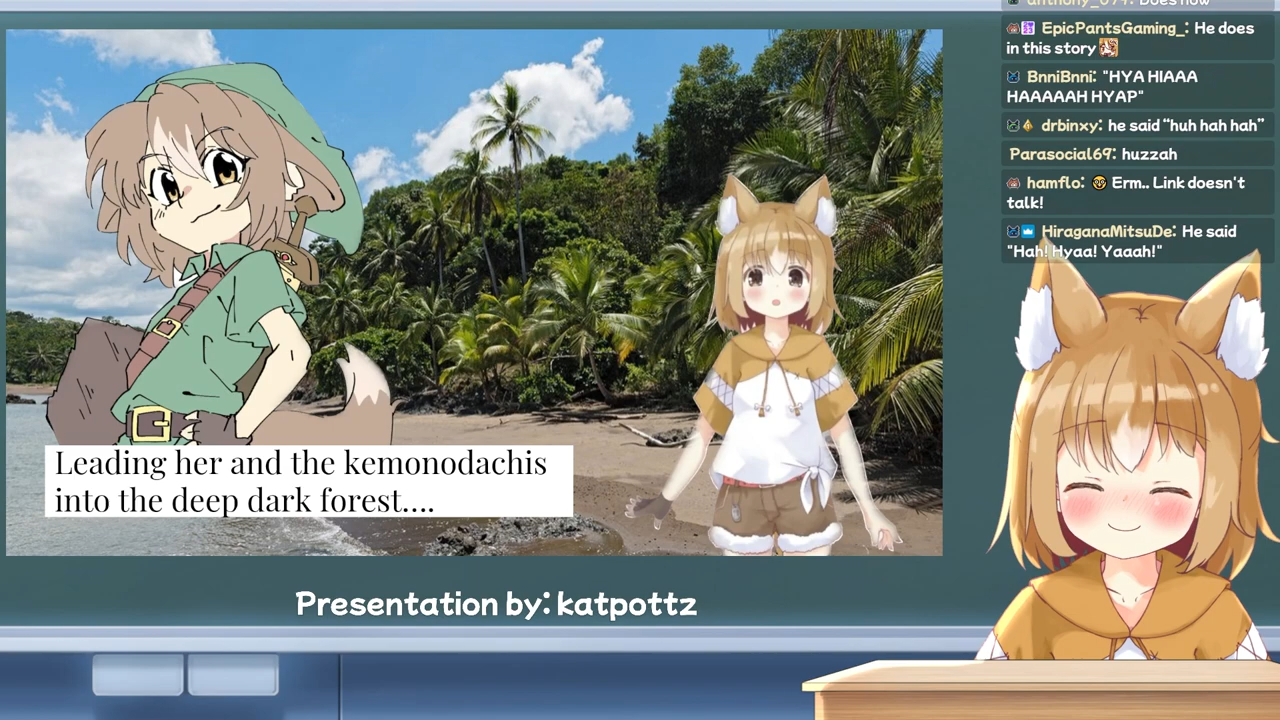 Leading her and the kemonodachis
into the deep dark forest....
Presentation by: katpottz
EpicPantsGaming_: He does
in this story
BnniBnni: "HYA HIAAA
HAAAAAH HYAP"
drbinxy: he said “huh hah hah”
Parasocial69: huzzah
hamflo: 🤓 Erm.. Link doesn't
talk!
HiraganaMitsuDe: He said
"Hah! Hyaa! Yaaah!"